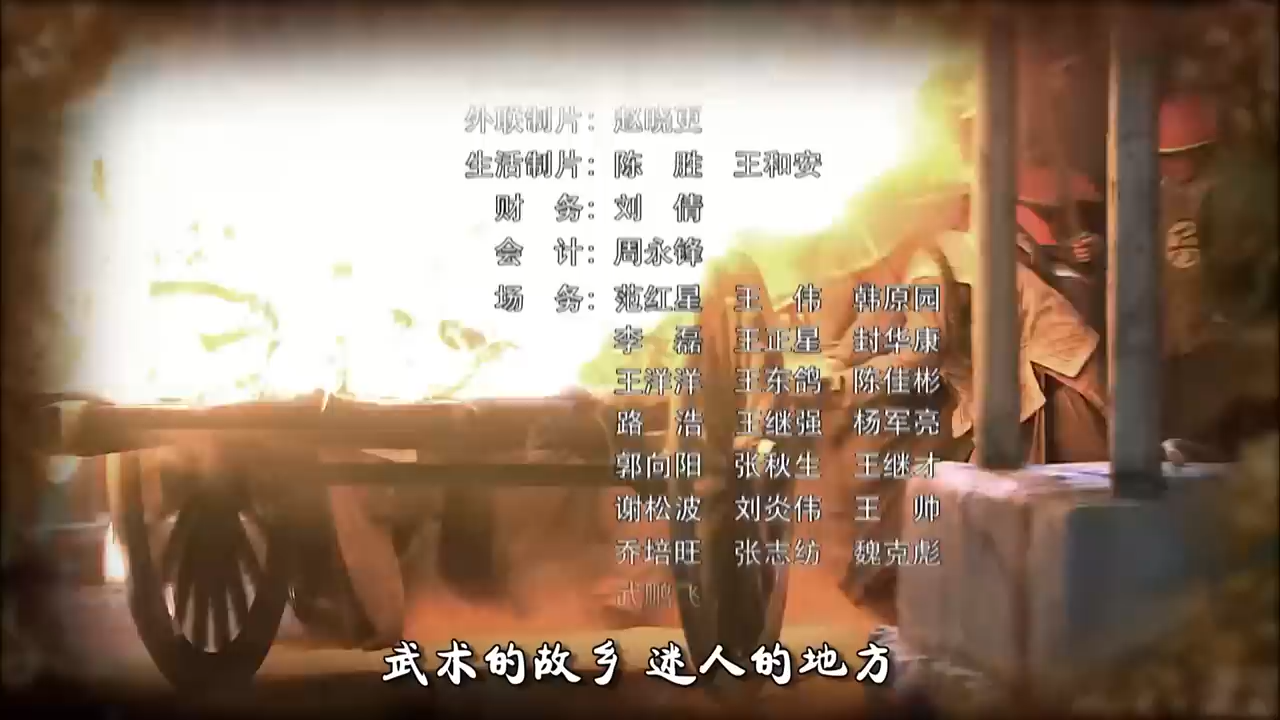 外联制片：赵晓更
生活制片：陈　胜　王和安
财　务：刘　倩
会　计：周永锋
场　务：范红星　王　伟　韩原园
李　磊　王正星　封华康
王洋洋　王东鸽　陈佳彬
路　浩　王继强　杨军亮
郭向阳　张秋生　王继才
谢松波　刘炎伟　王　帅
乔培旺　张志纺　魏克彪
武鹏飞
武术的故乡 迷人的地方